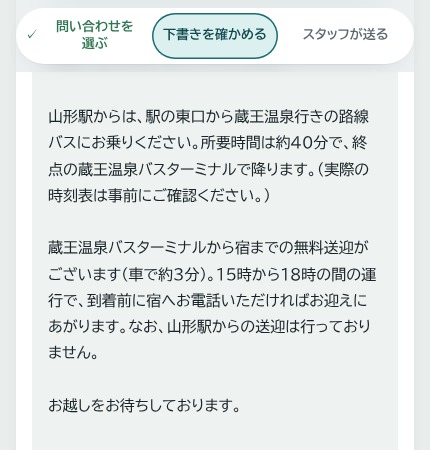 ✓ 問い合わせを
選ぶ
下書きを確かめる
スタッフが送る
山形駅からは、駅の東口から蔵王温泉行きの路線
バスにお乗りください。所要時間は約40分で、終
点の蔵王温泉バスターミナルで降ります。（実際の
時刻表は事前にご確認ください。）
蔵王温泉バスターミナルから宿までの無料送迎が
ございます（車で約3分）。15時から18時の間の運
行で、到着前に宿へお電話いただければお迎えに
あがります。なお、山形駅からの送迎は行っており
ません。
お越しをお待ちしております。